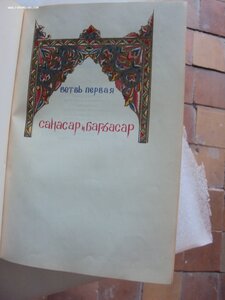 ветвь первая
санасар и багдасар